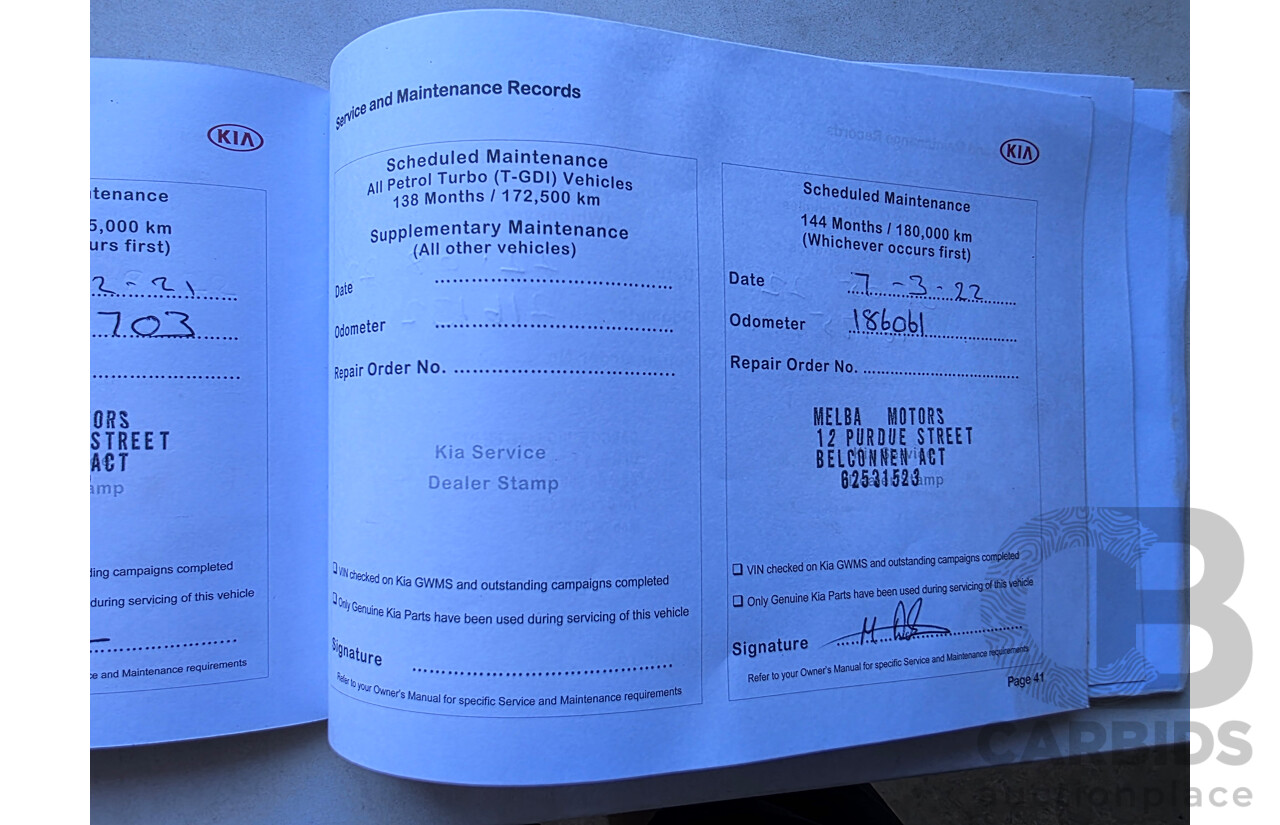 tenance
5,000 km
urs first)
2-21
703
ORS
STREET
ACT
amp
ding campaigns completed
during servicing of this vehicle
e and Maintenance requirements
Service and Maintenance Records
Scheduled Maintenance
All Petrol Turbo (T-GDI) Vehicles
138 Months / 172,500 km
Supplementary Maintenance
(All other vehicles)
Date
Odometer
Repair Order No.
Kia Service
Dealer Stamp
VIN checked on Kia GWMS and outstanding campaigns completed
Only Genuine Kia Parts have been used during servicing of this vehicle
Signature
Refer to your Owner's Manual for specific Service and Maintenance requirements
KIA
KIA
Scheduled Maintenance
144 Months / 180,000 km
(Whichever occurs first)
Date 7-3-22
Odometer 186061
Repair Order No.
MELBA MOTORS
12 PURDUE STREET
BELCONNEN ACT
62531523
VIN checked on Kia GWMS and outstanding campaigns completed
Only Genuine Kia Parts have been used during servicing of this vehicle
Signature
Refer to your Owner's Manual for specific Service and Maintenance requirements
Page 41
CARBIDS
auctionplace